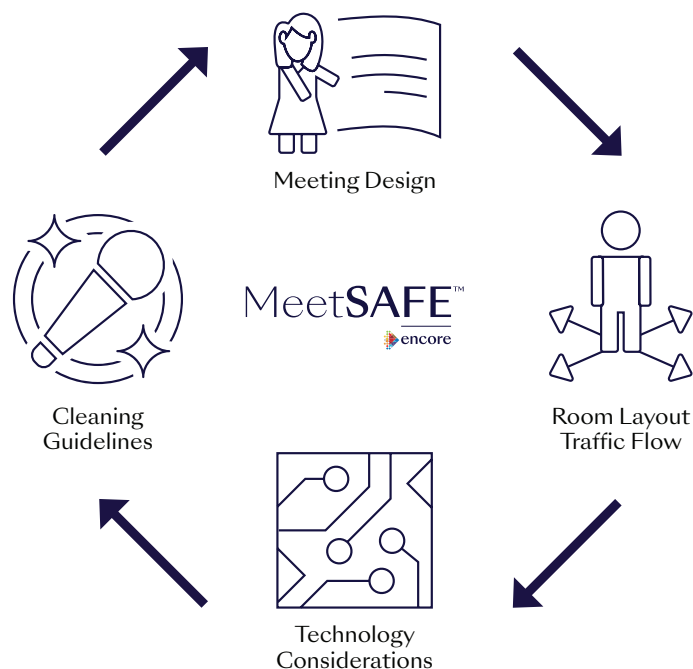 Meeting Design
MeetSAFE™
encore
Cleaning
Guidelines
Room Layout
Traffic Flow
Technology
Considerations